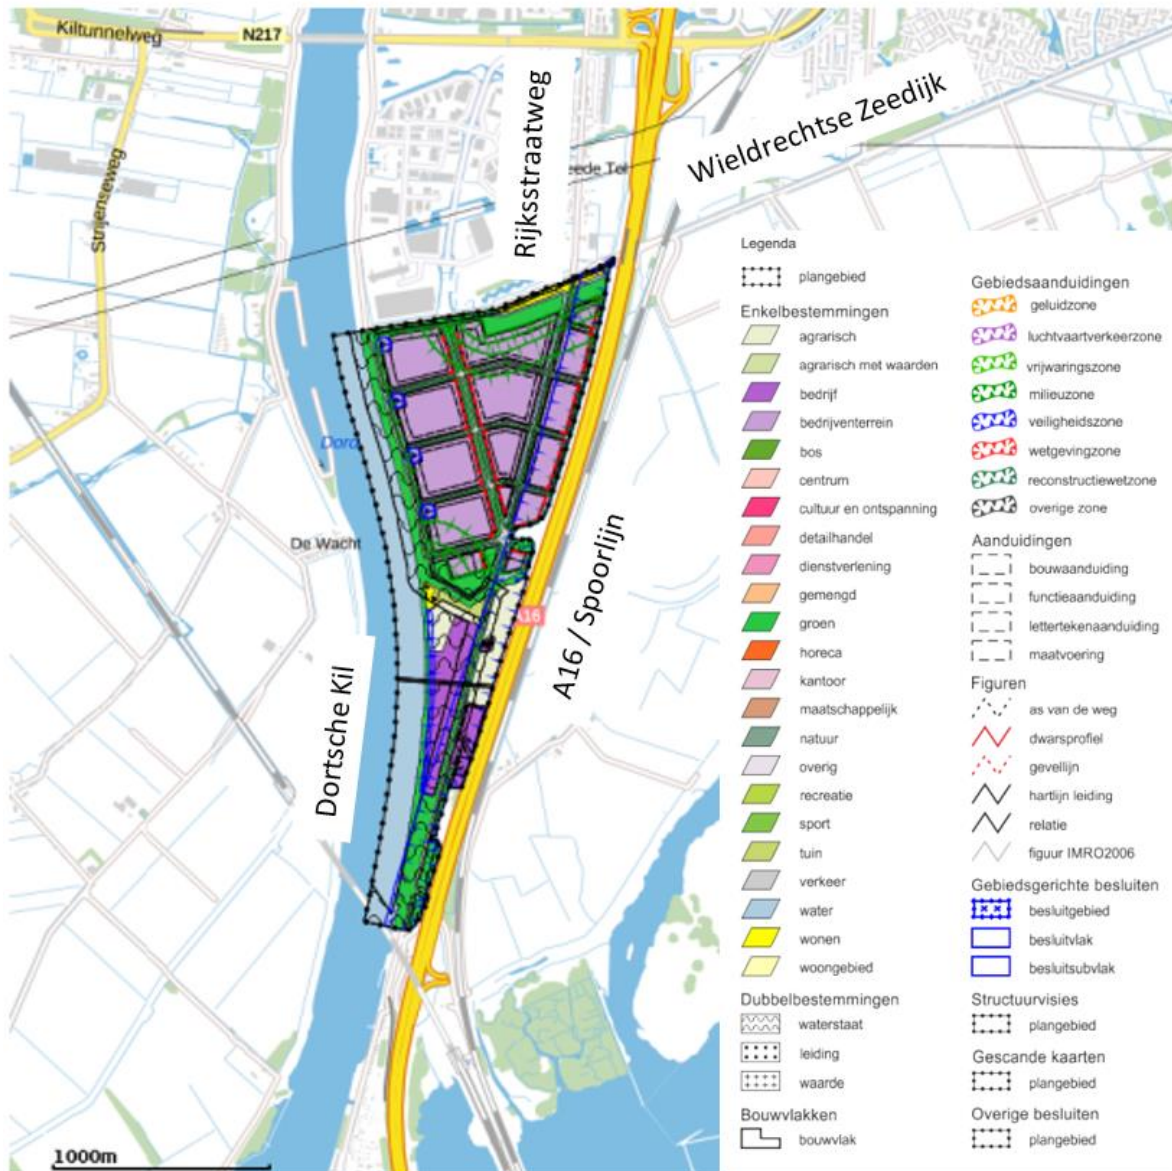 Kiltunnelweg
N217
Strijenseweg
Rijksstraatweg
Wieldrechtse Zeedijk
eede Tol
Dord
De Wacht
A16
A16 / Spoorlijn
Dortsche Kil
1000m
Legenda
plangebied
Enkelbestemmingen
agrarisch
agrarisch met waarden
bedrijf
bedrijventerrein
bos
centrum
cultuur en ontspanning
detailhandel
dienstverlening
gemengd
groen
horeca
kantoor
maatschappelijk
natuur
overig
recreatie
sport
tuin
verkeer
water
wonen
woongebied
Dubbelbestemmingen
waterstaat
leiding
waarde
Bouwvlakken
bouwvlak
Gebiedsaanduidingen
geluidzone
luchtvaartverkeerzone
vrijwaringszone
milieuzone
veiligheidszone
wetgevingzone
reconstructiewetzone
overige zone
Aanduidingen
bouwaanduiding
functieaanduiding
lettertekenaanduiding
maatvoering
Figuren
as van de weg
dwarsprofiel
gevellijn
hartlijn leiding
relatie
figuur IMRO2006
Gebiedsgerichte besluiten
besluitgebied
besluitvlak
besluitsubvlak
Structuurvisies
plangebied
Gescande kaarten
plangebied
Overige besluiten
plangebied